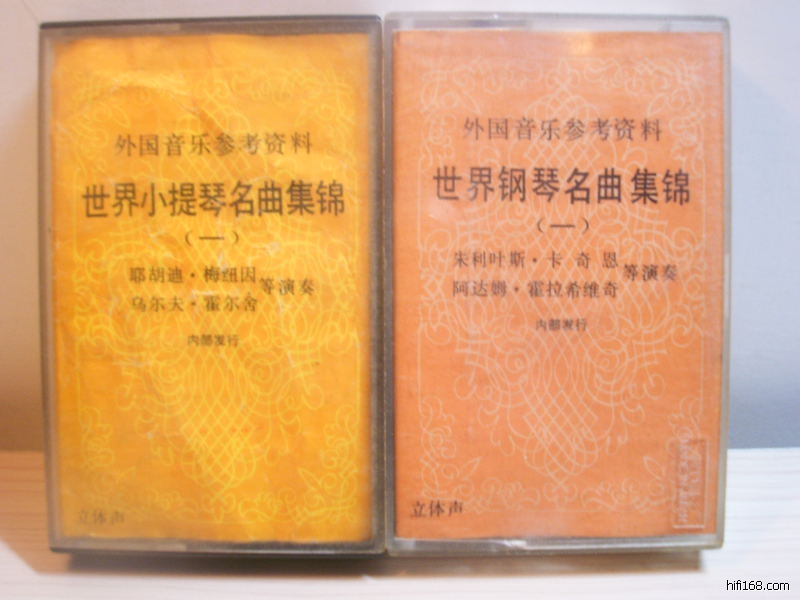 外国音乐参考资料
世界小提琴名曲集锦
（一）
耶胡迪·梅纽因
乌尔夫·霍尔舍
等演奏
内部发行
立体声
外国音乐参考资料
世界钢琴名曲集锦
（一）
朱利叶斯·卡奇恩
阿达姆·霍拉希维奇
等演奏
内部发行
立体声
hifi168.com